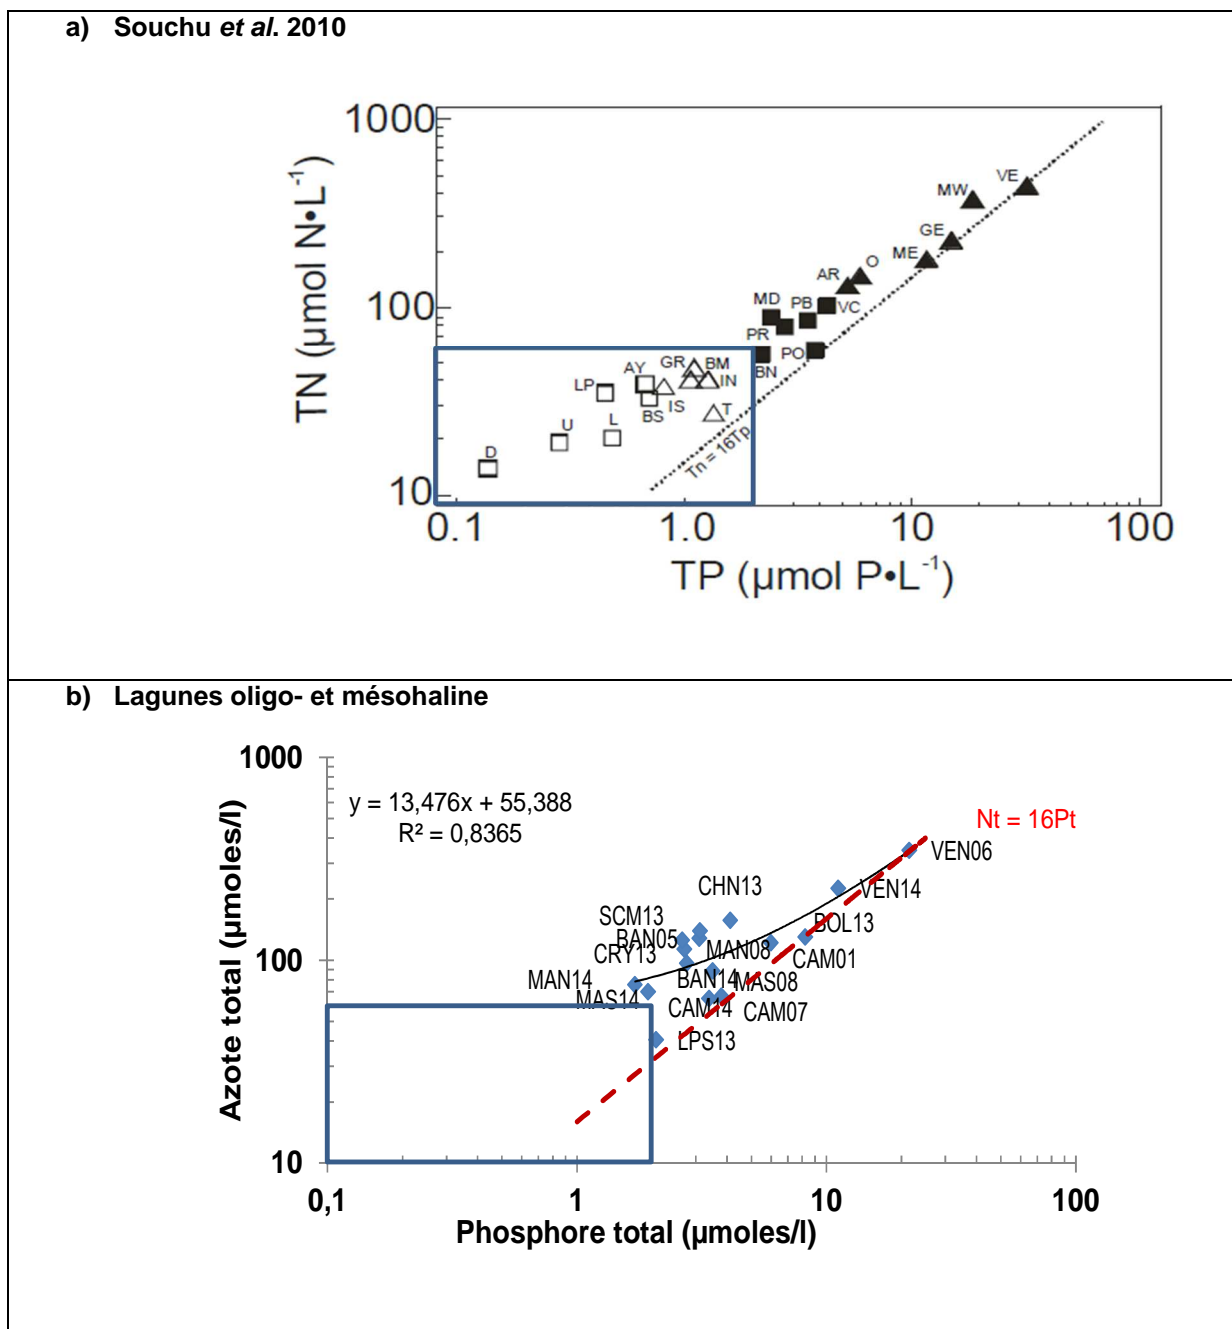 a) Souchu et al. 2010
1000
100
10
TN (µmol N•L⁻¹)
VE
MW
GE
ME
O
AR
VC
MD
PB
PR
PO
BN
GR
BM
AY
IN
LP
BS
IS
T
L
U
D
Tn = 16Tp
0.1 1.0 10 100
TP (µmol P•L⁻¹)
b) Lagunes oligo- et mésohaline
1000
100
10
Azote total (µmoles/l)
y = 13,476x + 55,388
R² = 0,8365
Nt = 16Pt
VEN06
VEN14
CHN13
SCM13
BOL13
BAN05
MAN08
CRY13
CAM01
MAN14
BAN14
MAS08
MAS14
CAM14
CAM07
LPS13
0,1 1 10 100
Phosphore total (µmoles/l)